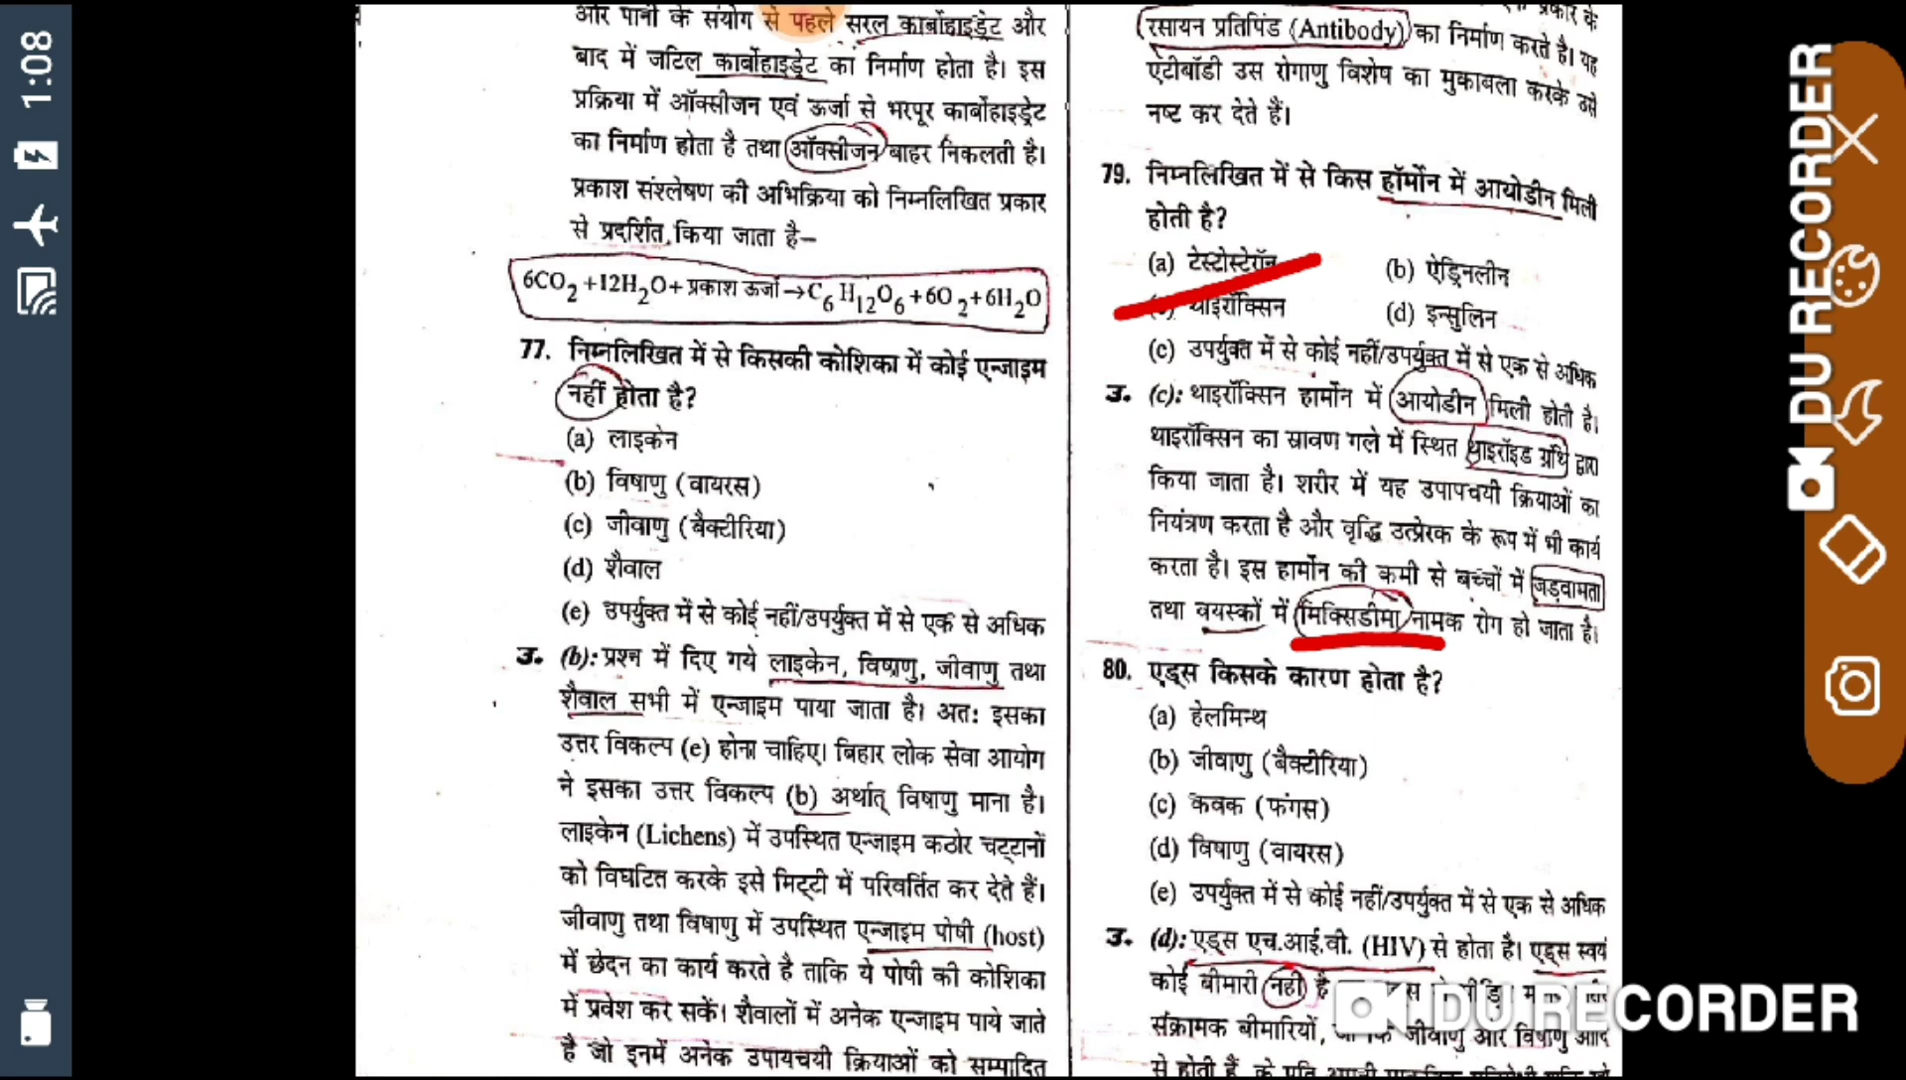 1:08
और पानी के संयोग से पहले सरल कार्बोहाइड्रेट और
बाद में जटिल कार्बोहाइड्रेट का निर्माण होता है। इस
प्रक्रिया में ऑक्सीजन एवं ऊर्जा से भरपूर कार्बोहाइड्रेट
का निर्माण होता है तथा ऑक्सीजन बाहर निकलती है।
प्रकाश संश्लेषण की अभिक्रिया को निम्नलिखित प्रकार
से प्रदर्शित किया जाता है–
6CO2+12H2O+प्रकाश ऊर्जा→C6H12O6+6O2+6H2O
77. निम्नलिखित में से किसकी कोशिका में कोई एन्जाइम
नहीं होता है?
(a) लाइकेन
(b) विषाणु (वायरस)
(c) जीवाणु (बैक्टीरिया)
(d) शैवाल
(e) उपर्युक्त में से कोई नहीं/उपर्युक्त में से एक से अधिक
उ. (b): प्रश्न में दिए गये लाइकेन, विषाणु, जीवाणु तथा
शैवाल सभी में एन्जाइम पाया जाता है। अत: इसका
उत्तर विकल्प (e) होना चाहिए। बिहार लोक सेवा आयोग
ने इसका उत्तर विकल्प (b) अर्थात् विषाणु माना है।
लाइकेन (Lichens) में उपस्थित एन्जाइम कठोर चट्टानों
को विघटित करके इसे मिट्टी में परिवर्तित कर देते हैं।
जीवाणु तथा विषाणु में उपस्थित एन्जाइम पोषी (host)
में छेदन का कार्य करते है ताकि ये पोषी की कोशिका
में प्रवेश कर सकें। शैवालों में अनेक एन्जाइम पाये जाते
है जो इनमें अनेक उपायचयी क्रियाओं को सम्पादित
प्रकार के
रसायन प्रतिपिंड (Antibody) का निर्माण करते है। यह
एंटीबॉडी उस रोगाणु विशेष का मुकाबला करके उसे
नष्ट कर देते हैं।
79. निम्नलिखित में से किस हॉर्मोन में आयोडीन मिली
होती है?
(a) टेस्टोस्टेरॉन (b) ऐड्रिनलीन
थाइरॉक्सिन (d) इन्सुलिन
(c) उपर्युक्त में से कोई नहीं/उपर्युक्त में से एक से अधिक
उ. (c): थाइरॉक्सिन हार्मोन में आयोडीन मिली होती है।
थाइरॉक्सिन का स्रावण गले में स्थित थाइरॉइड ग्रंथि द्वारा
किया जाता है। शरीर में यह उपापचयी क्रियाओं का
नियंत्रण करता है और वृद्धि उत्प्रेरक के रूप में भी कार्य
करता है। इस हार्मोन की कमी से बच्चों में जड़वामता
तथा वयस्कों में मिक्सिडीमा नामक रोग हो जाता है।
80. एड्स किसके कारण होता है?
(a) हेलमिन्थ
(b) जीवाणु (बैक्टीरिया)
(c) कवक (फंगस)
(d) विषाणु (वायरस)
(e) उपर्युक्त में से कोई नहीं/उपर्युक्त में से एक से अधिक
उ. (d): एड्स एच.आई.वी. (HIV) से होता है। एड्स स्वयं
कोई बीमारी नही है
संक्रामक बीमारियों, जीवाणु और विषाणु आदि
से होती हैं, के प्रति अपनी
DU RECORDER
DU RECORDER